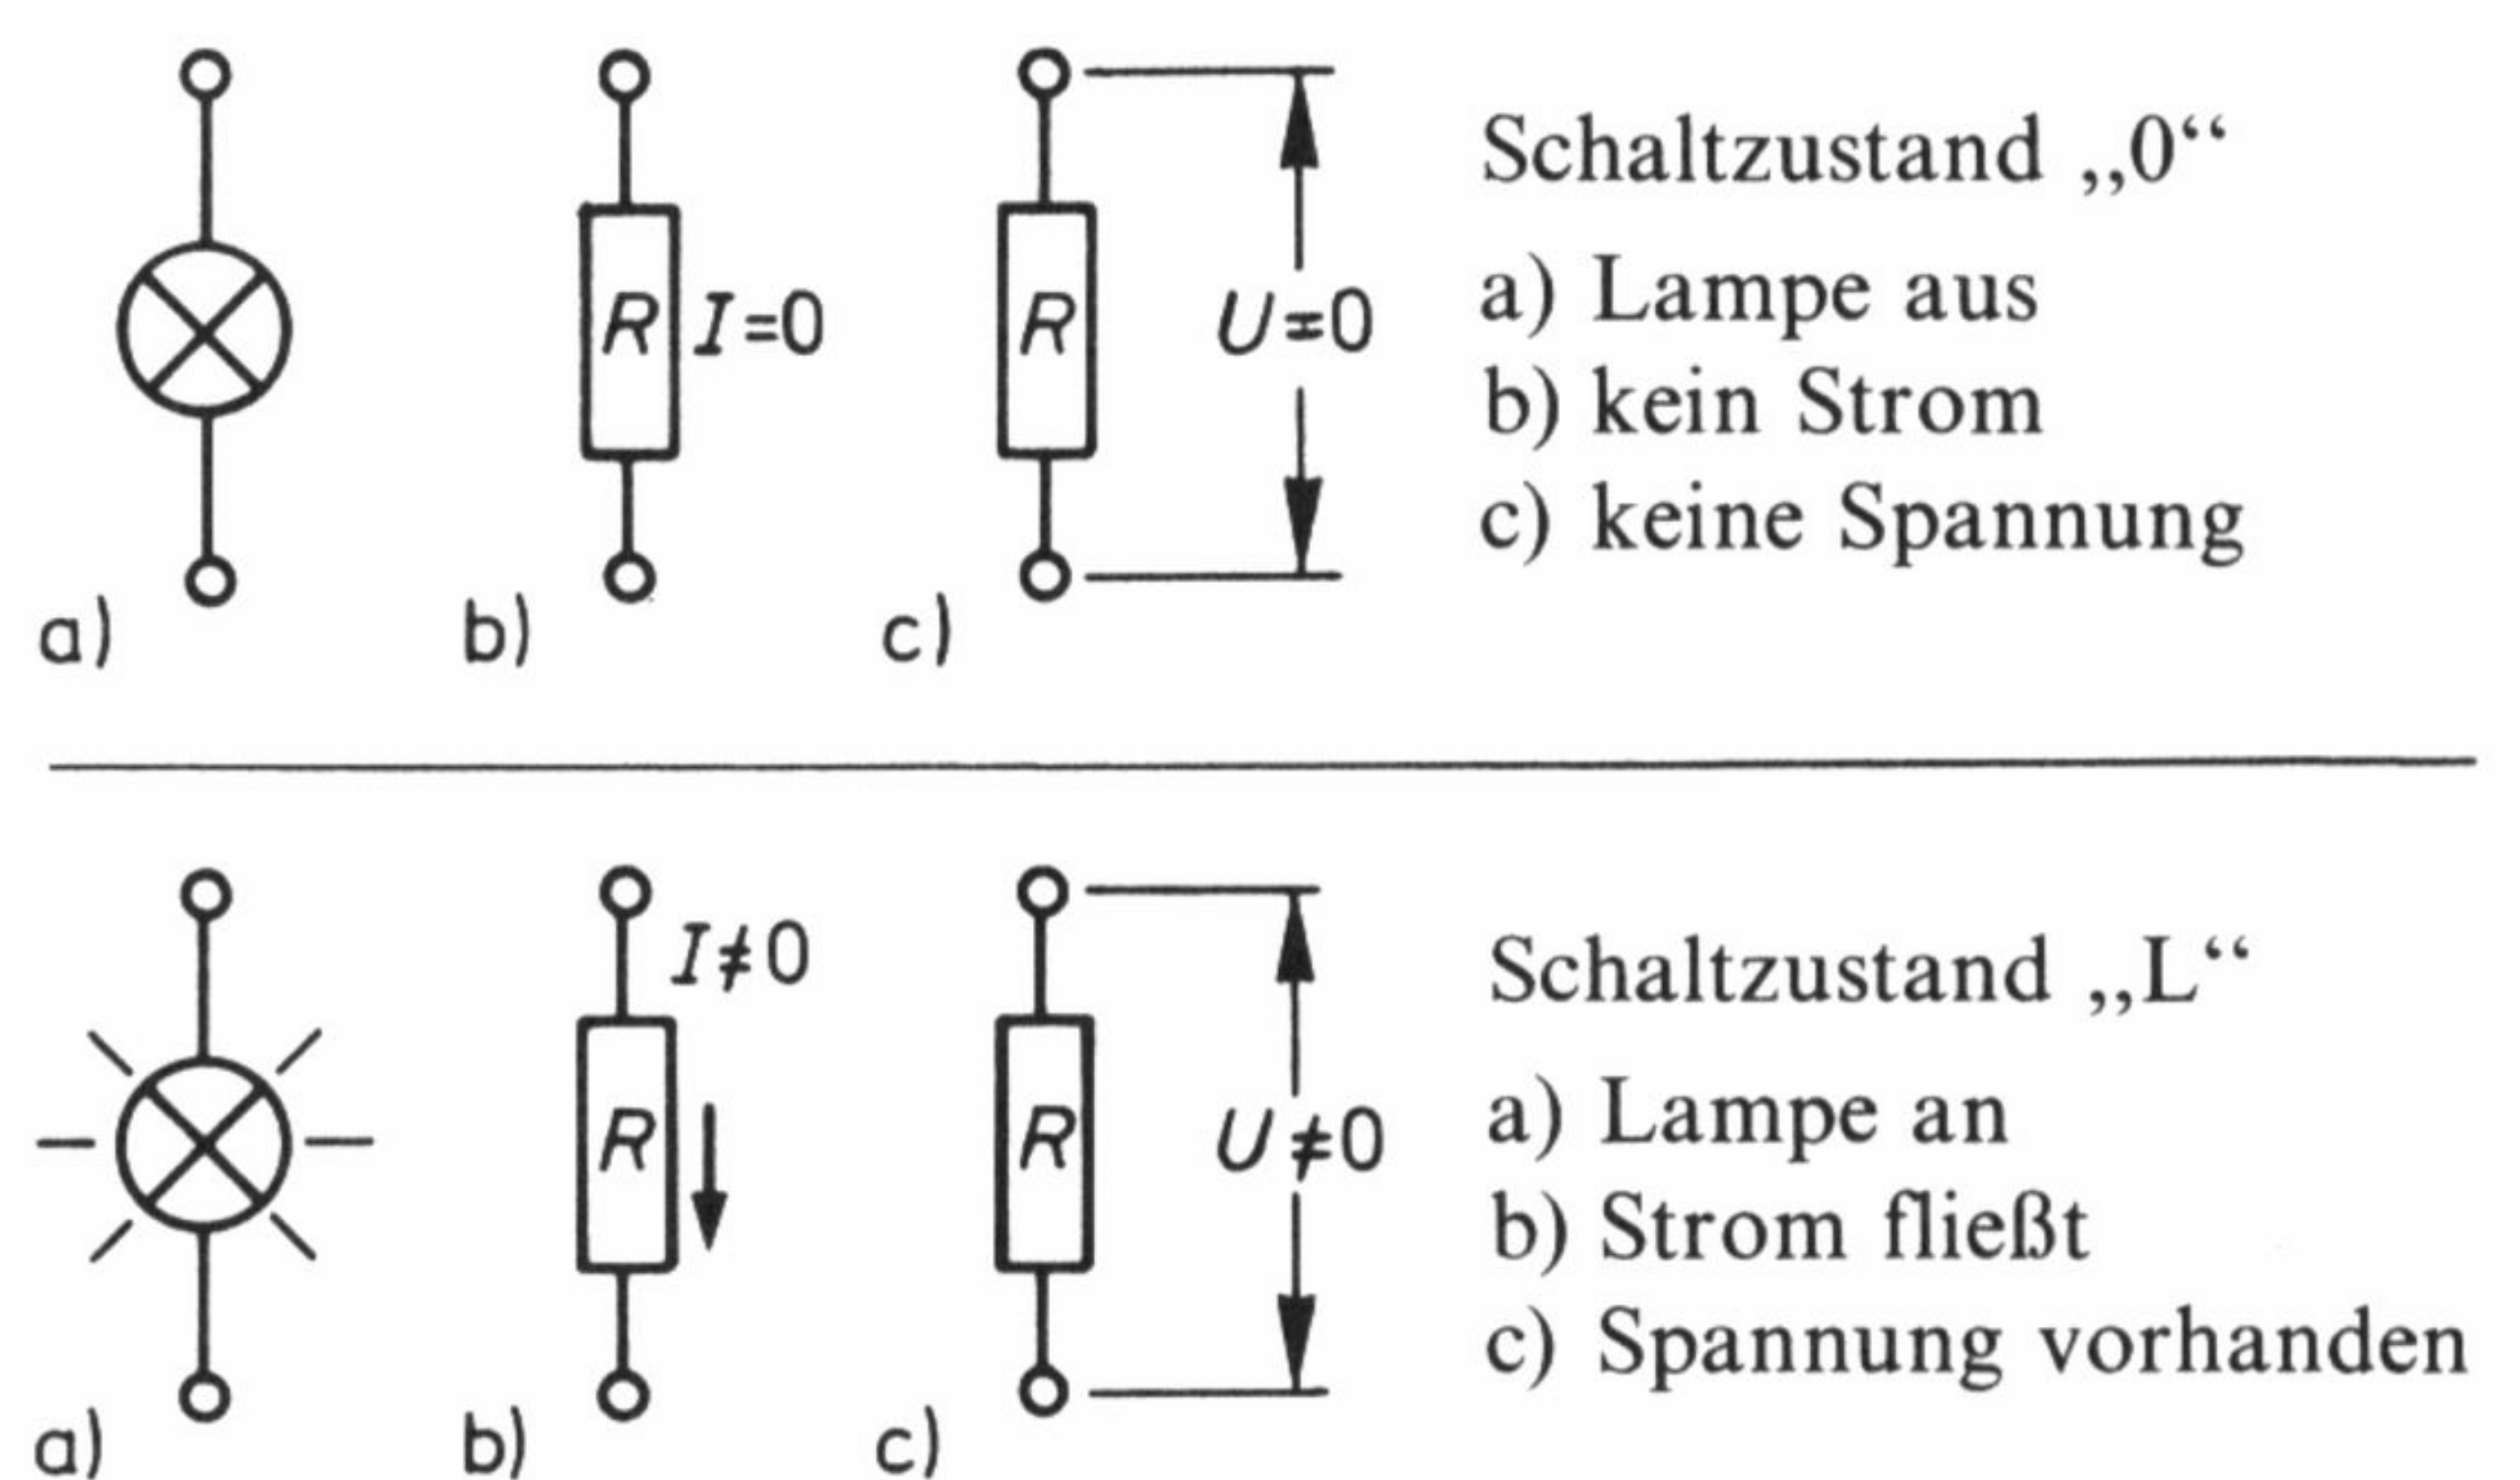 R I=0
R U=0
Schaltzustand ,,0“
a) Lampe aus
b) kein Strom
c) keine Spannung
a) b) c)
I≠0
R
R U≠0
Schaltzustand ,,L“
a) Lampe an
b) Strom fließt
c) Spannung vorhanden
a) b) c)